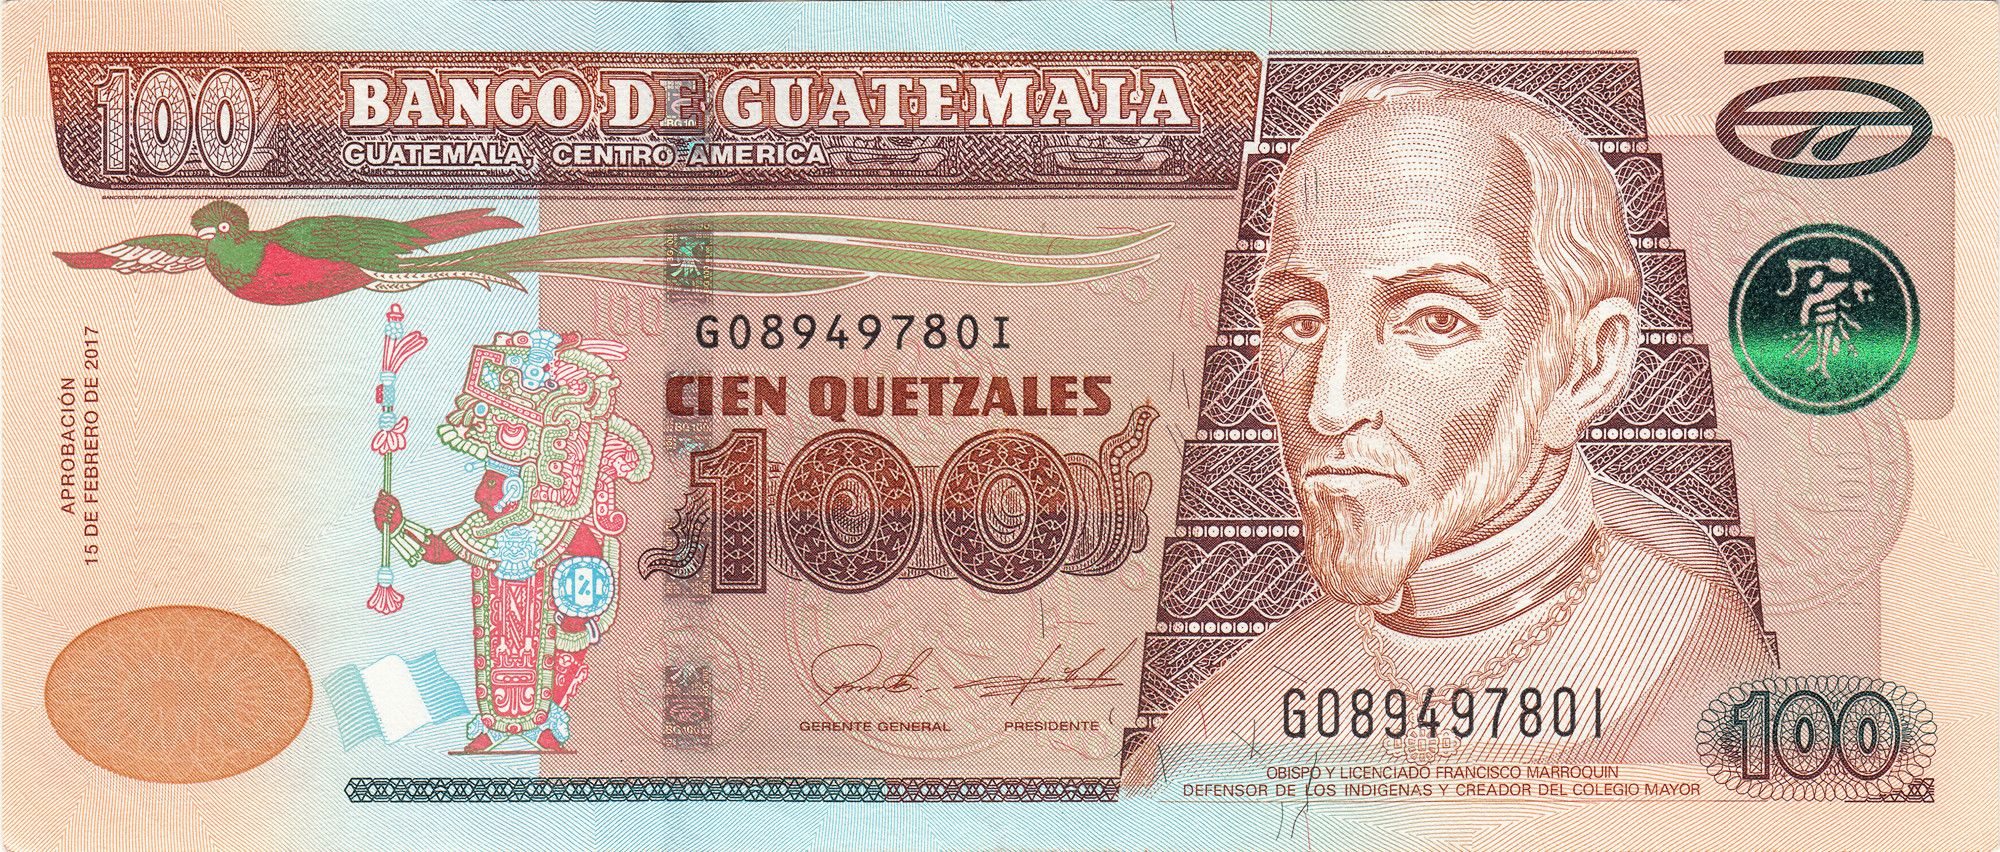 100
BANCO DE GUATEMALA
GUATEMALA, CENTRO AMERICA
G08949780I
CIEN QUETZALES
100
APROBACIÓN
15 DE FEBRERO DE 2017
GERENTE GENERAL
PRESIDENTE
G08949780I
OBISPO Y LICENCIADO FRANCISCO MARROQUIN
DEFENSOR DE LOS INDIGENAS Y CREADOR DEL COLEGIO MAYOR
100